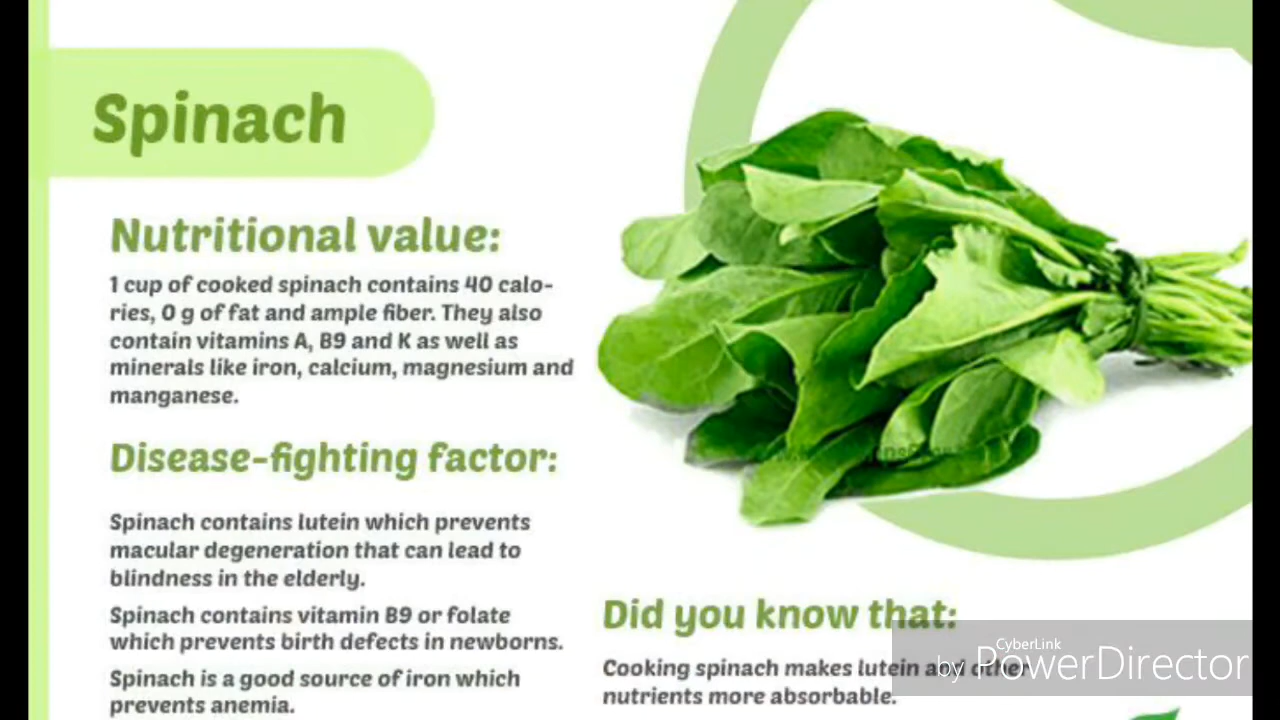 Spinach
Nutritional value:
1 cup of cooked spinach contains 40 calo-
ries, 0 g of fat and ample fiber. They also
contain vitamins A, B9 and K as well as
minerals like iron, calcium, magnesium and
manganese.
Disease-fighting factor:
Spinach contains lutein which prevents
macular degeneration that can lead to
blindness in the elderly.
Spinach contains vitamin B9 or folate
which prevents birth defects in newborns.
Spinach is a good source of iron which
prevents anemia.
Did you know that:
Cooking spinach makes lutein and other
nutrients more absorbable.
CyberLink
by PowerDirector